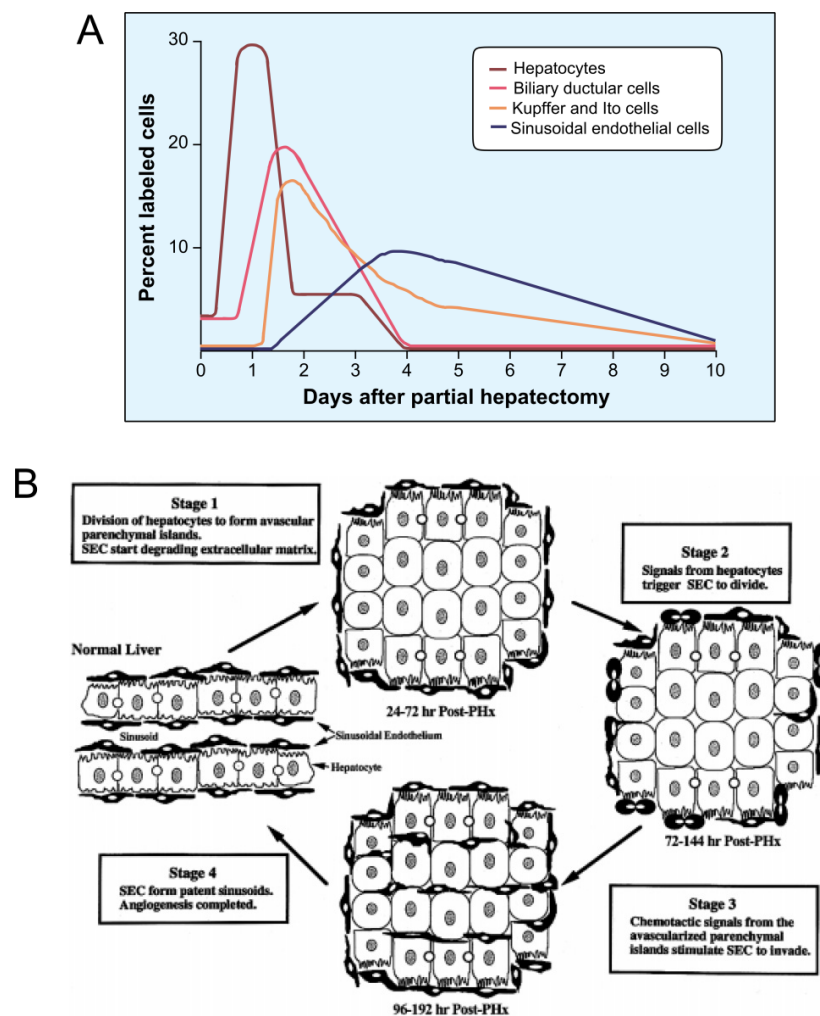 A
30
20
10
Percent labeled cells
Hepatocytes
Biliary ductular cells
Kupffer and Ito cells
Sinusoidal endothelial cells
0 1 2 3 4 5 6 7 8 9 10
Days after partial hepatectomy
B
Stage 1
Division of hepatocytes to form avascular
parenchymal islands.
SEC start degrading extracellular matrix.
24-72 hr Post-PHx
Stage 2
Signals from hepatocytes
trigger SEC to divide.
72-144 hr Post-PHx
Normal Liver
Sinusoid
Sinusoidal Endothelium
Hepatocyte
Stage 4
SEC form patent sinusoids.
Angiogenesis completed.
96-192 hr Post-PHx
Stage 3
Chemotactic signals from the
avascularized parenchymal
islands stimulate SEC to invade.